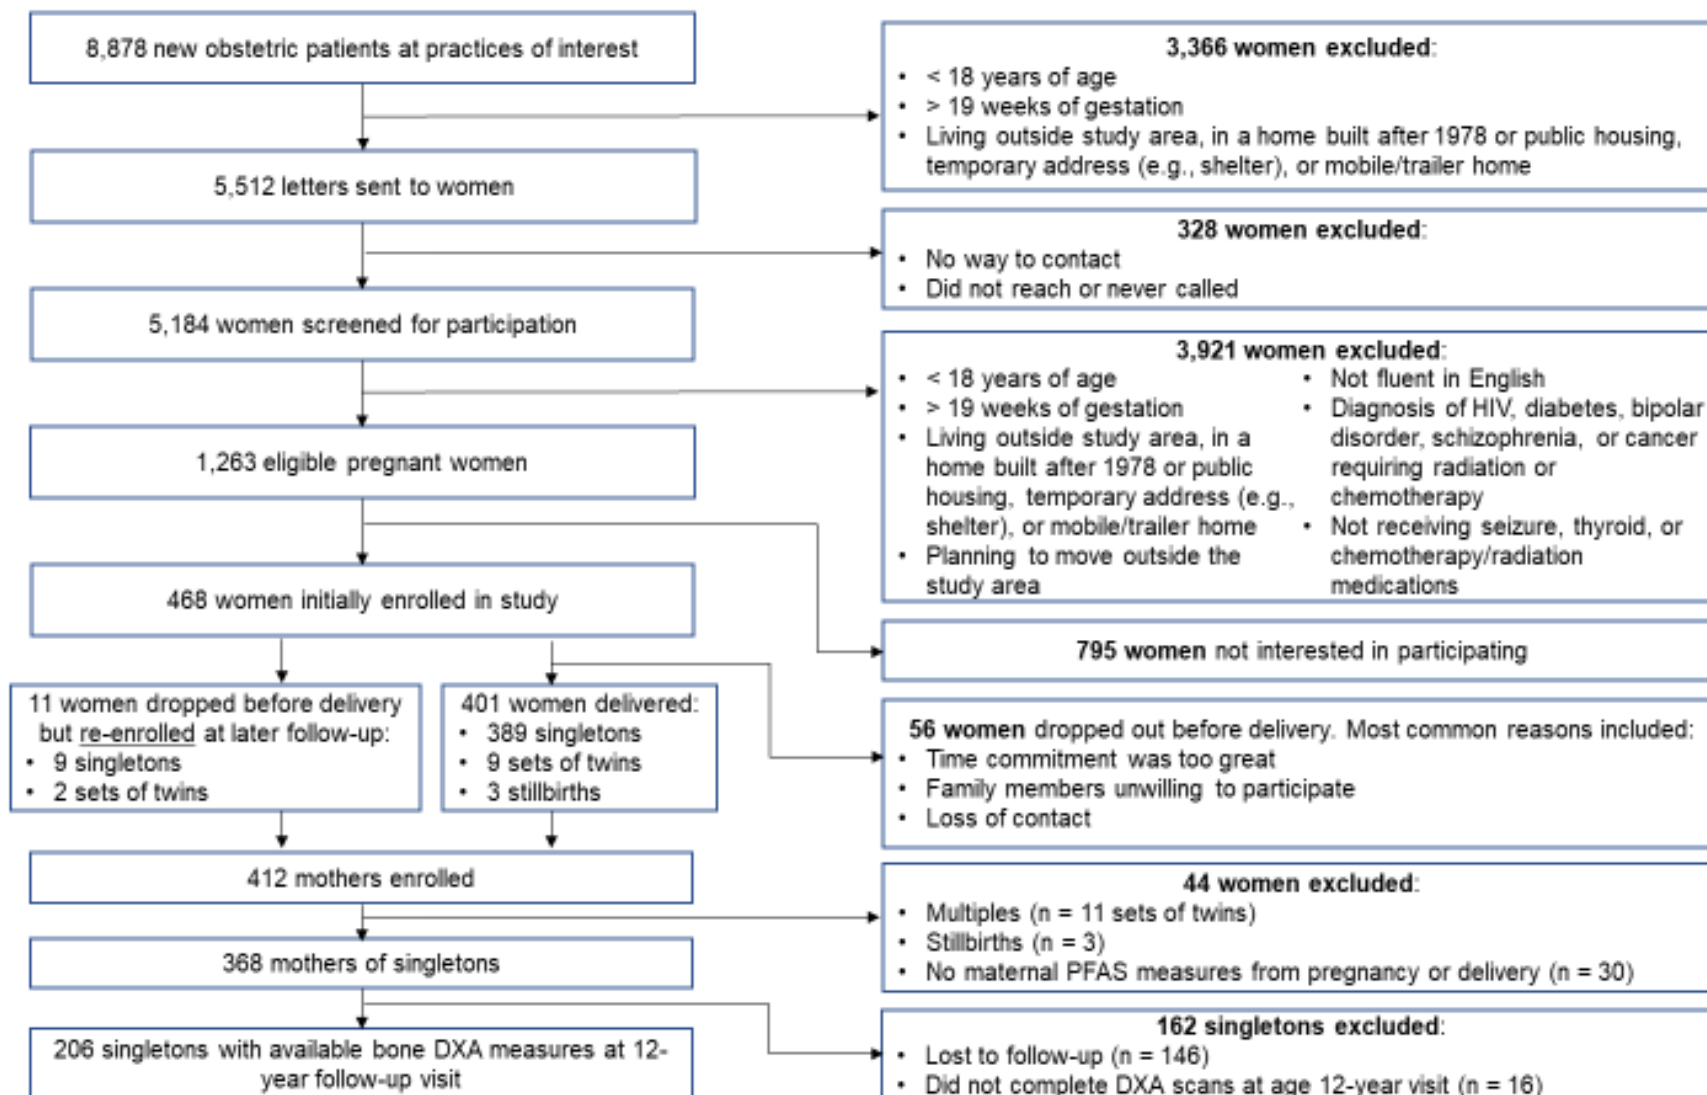 8,878 new obstetric patients at practices of interest
3,366 women excluded:
• < 18 years of age
• > 19 weeks of gestation
• Living outside study area, in a home built after 1978 or public housing,
temporary address (e.g., shelter), or mobile/trailer home
5,512 letters sent to women
328 women excluded:
• No way to contact
• Did not reach or never called
5,184 women screened for participation
3,921 women excluded:
• < 18 years of age
• > 19 weeks of gestation
• Living outside study area, in a
home built after 1978 or public
housing, temporary address (e.g.,
shelter), or mobile/trailer home
• Planning to move outside the
study area
• Not fluent in English
• Diagnosis of HIV, diabetes, bipolar
disorder, schizophrenia, or cancer
requiring radiation or
chemotherapy
• Not receiving seizure, thyroid, or
chemotherapy/radiation
medications
1,263 eligible pregnant women
795 women not interested in participating
468 women initially enrolled in study
56 women dropped out before delivery. Most common reasons included:
• Time commitment was too great
• Family members unwilling to participate
• Loss of contact
11 women dropped before delivery
but re-enrolled at later follow-up:
• 9 singletons
• 2 sets of twins
401 women delivered:
• 389 singletons
• 9 sets of twins
• 3 stillbirths
412 mothers enrolled
44 women excluded:
• Multiples (n = 11 sets of twins)
• Stillbirths (n = 3)
• No maternal PFAS measures from pregnancy or delivery (n = 30)
368 mothers of singletons
162 singletons excluded:
• Lost to follow-up (n = 146)
• Did not complete DXA scans at age 12-year visit (n = 16)
206 singletons with available bone DXA measures at 12-
year follow-up visit